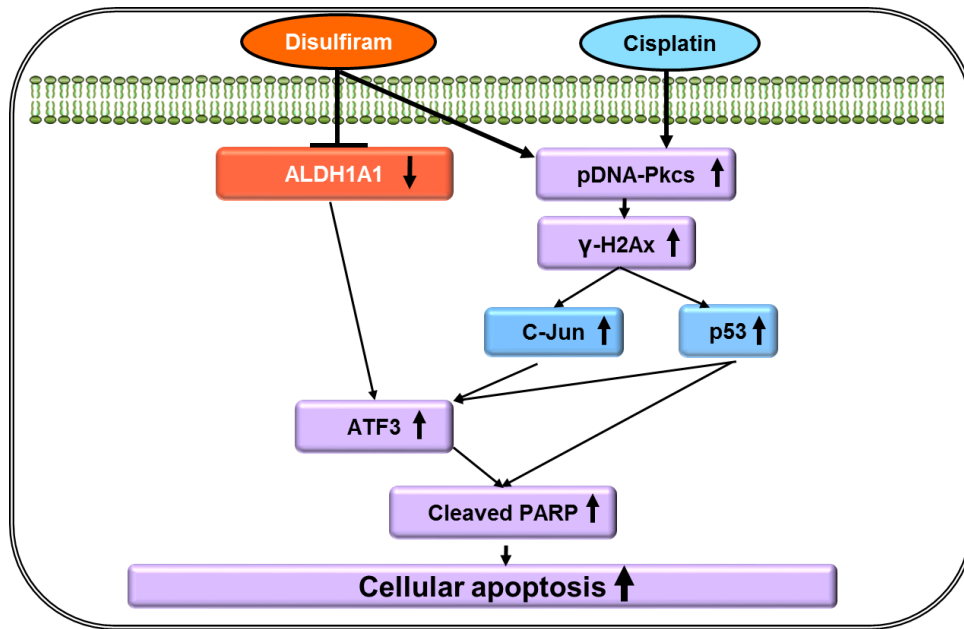 Disulfiram
Cisplatin
ALDH1A1
pDNA-Pkcs
γ-H2Ax
C-Jun
p53
ATF3
Cleaved PARP
Cellular apoptosis